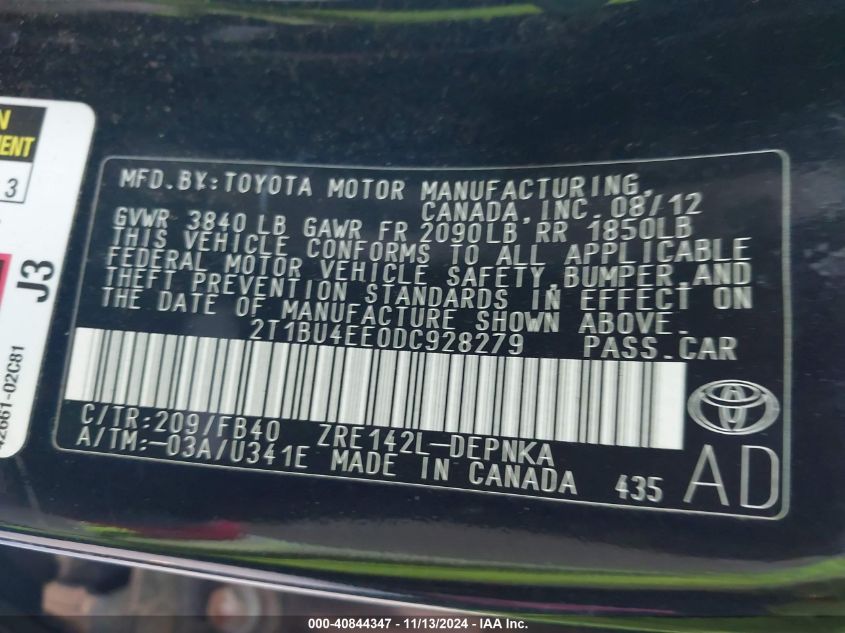 MFD.BY:TOYOTA MOTOR MANUFACTURING,
CANADA, INC. 08/12
GVWR 3840 LB GAWR FR 2090LB RR 1850LB
THIS VEHICLE CONFORMS TO ALL APPLICABLE
FEDERAL MOTOR VEHICLE SAFETY,BUMPER,AND
THEFT PREVENTION STANDARDS IN EFFECT ON
THE DATE OF MANUFACTURE SHOWN ABOVE.
2T1BU4EE0DC928279 PASS.CAR
C/TR:209/FB40 ZRE142L-DEPNKA
A/TM:-03A/U341E MADE IN CANADA 435 AD
N
MENT
3
J3
42661-02C81
000-40844347 - 11/13/2024 - IAA Inc.